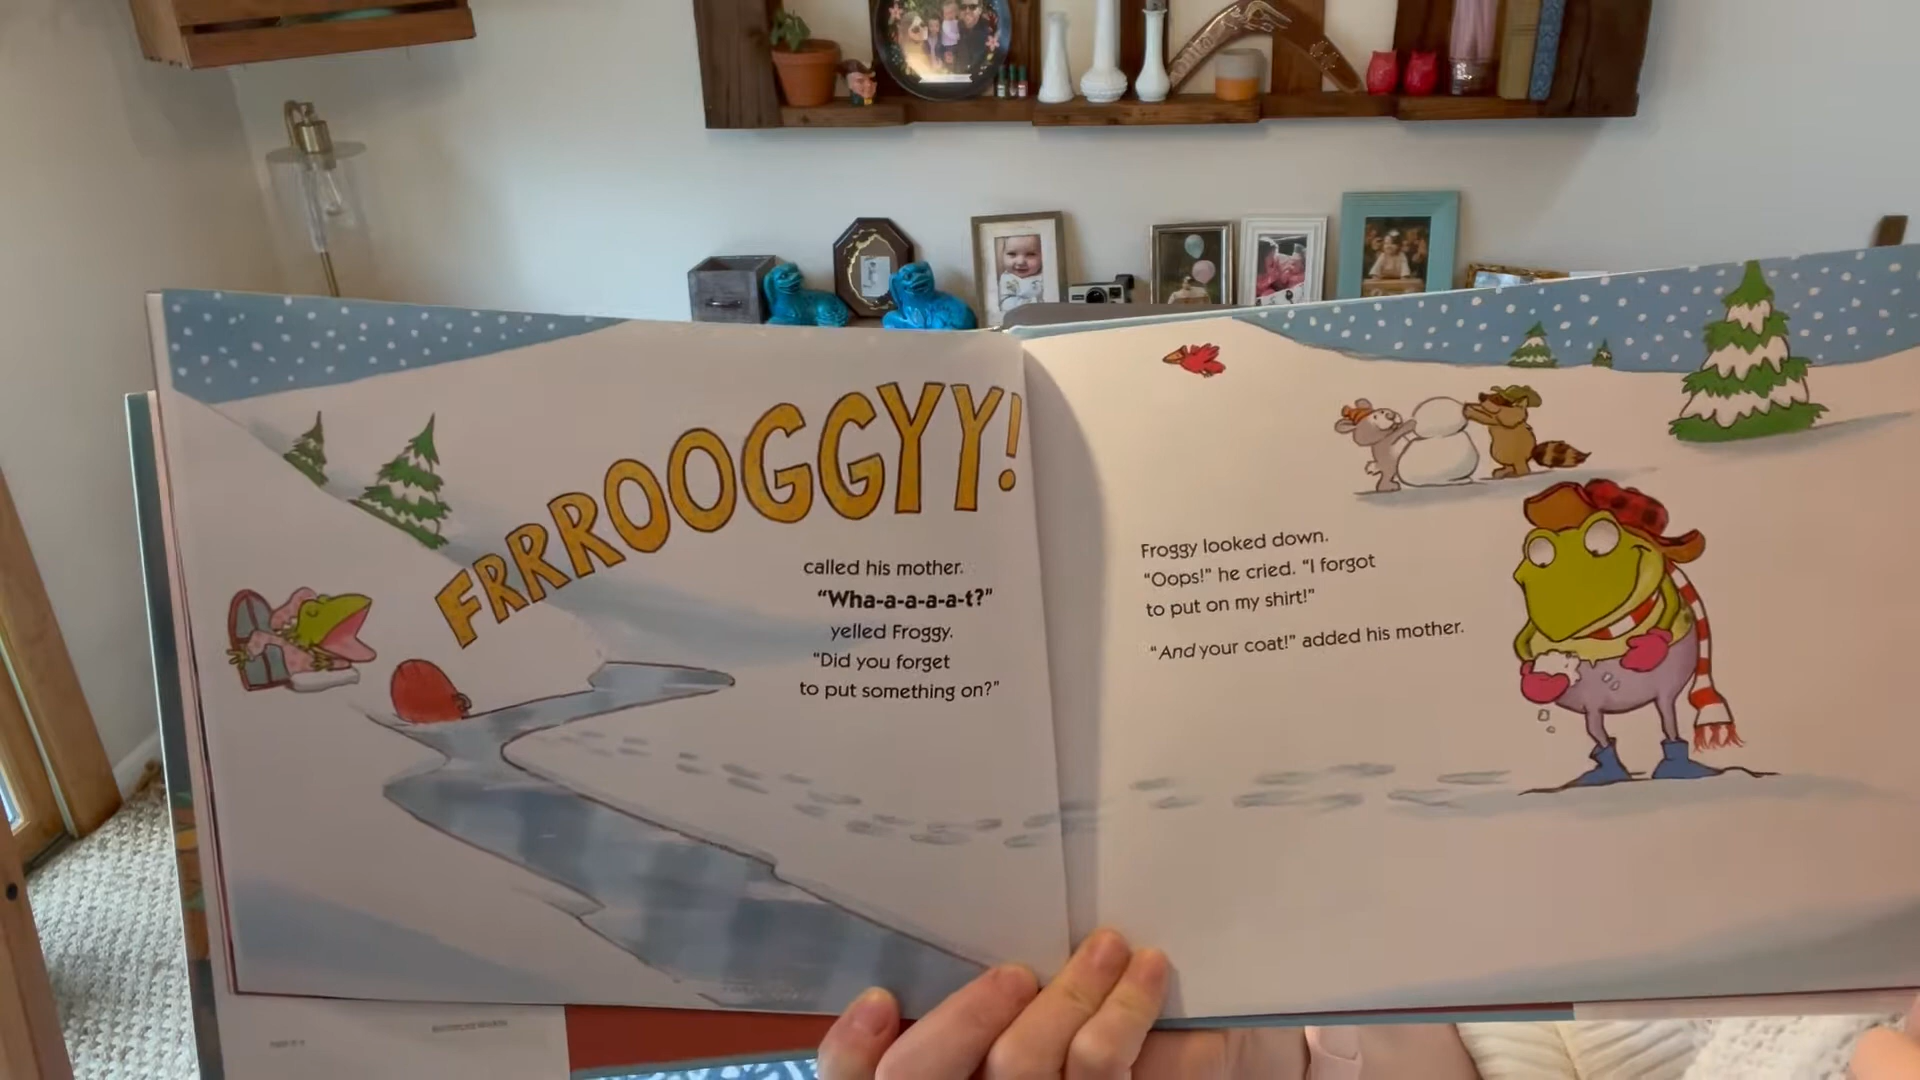 FRRROOGGYY!
called his mother.
“Wha-a-a-a-a-t?”
yelled Froggy.
“Did you forget
to put something on?”
Froggy looked down.
“Oops!” he cried. “I forgot
to put on my shirt!”
“And your coat!” added his mother.